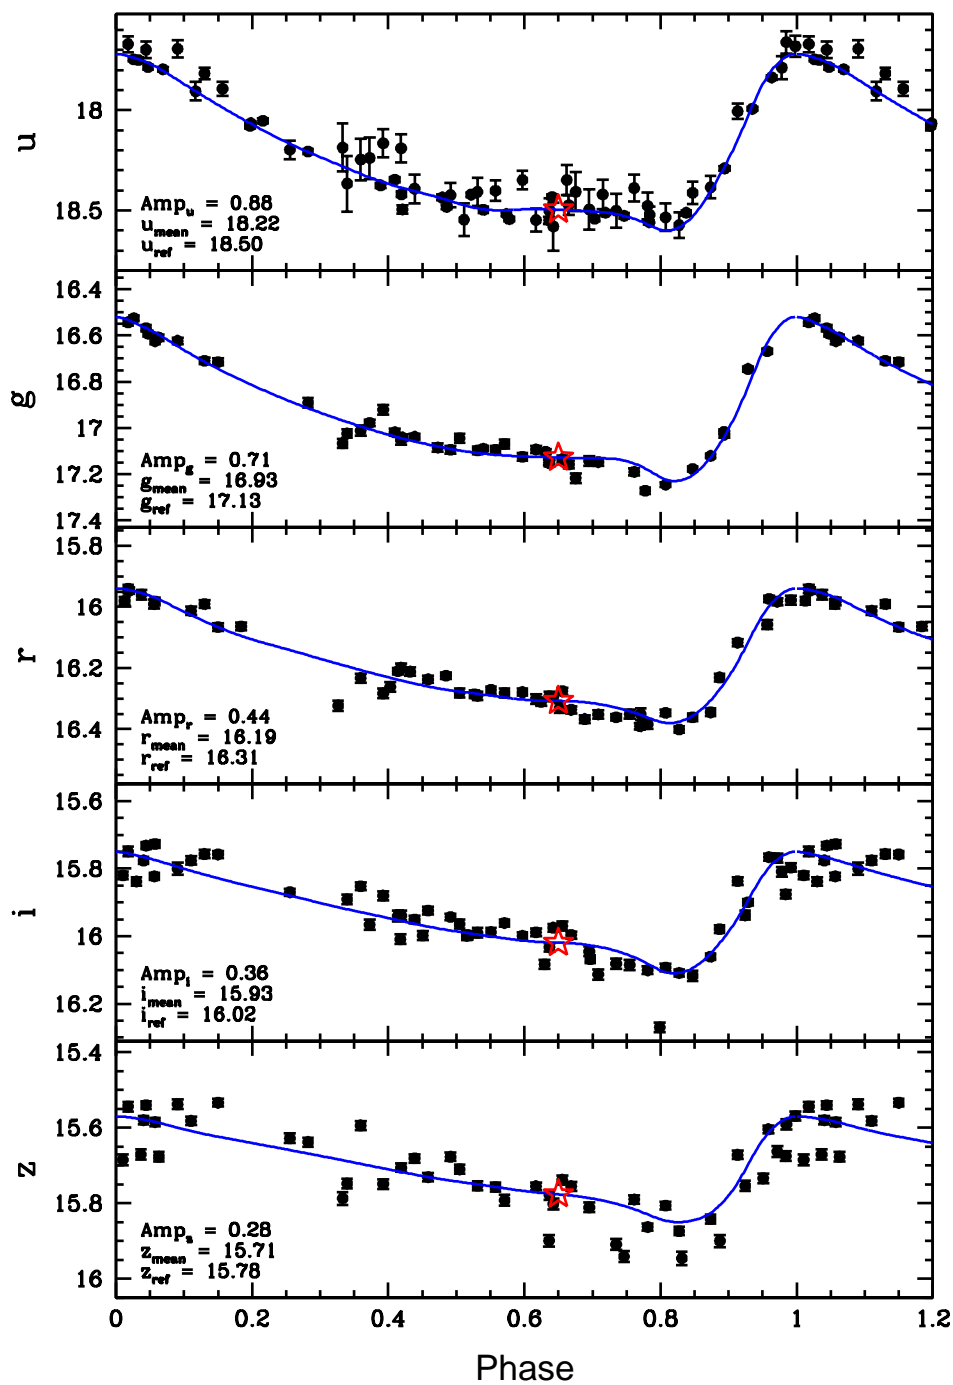 18
18.5
u
Amp_u = 0.88
u_mean = 18.22
u_ref = 18.50
16.4
16.6
16.8
17
17.2
17.4
g
Amp_g = 0.71
g_mean = 16.93
g_ref = 17.13
15.8
16
16.2
16.4
r
Amp_r = 0.44
r_mean = 16.19
r_ref = 16.31
15.6
15.8
16
16.2
i
Amp_i = 0.36
i_mean = 15.93
i_ref = 16.02
15.4
15.6
15.8
16
z
Amp_z = 0.28
z_mean = 15.71
z_ref = 15.78
0 0.2 0.4 0.6 0.8 1 1.2
Phase